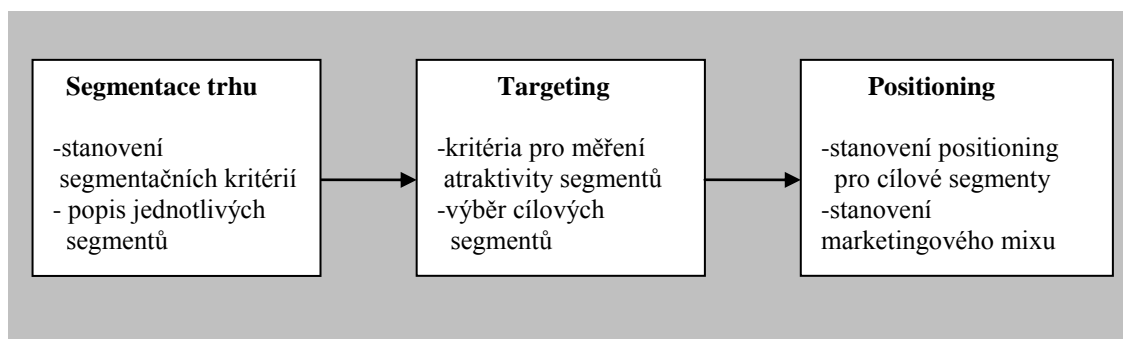 Segmentace trhu
-stanovení
segmentačních kritérií
- popis jednotlivých
segmentů
Targeting
-kritéria pro měření
atraktivity segmentů
-výběr cílových
segmentů
Positioning
-stanovení positioning
pro cílové segmenty
-stanovení
marketingového mixu